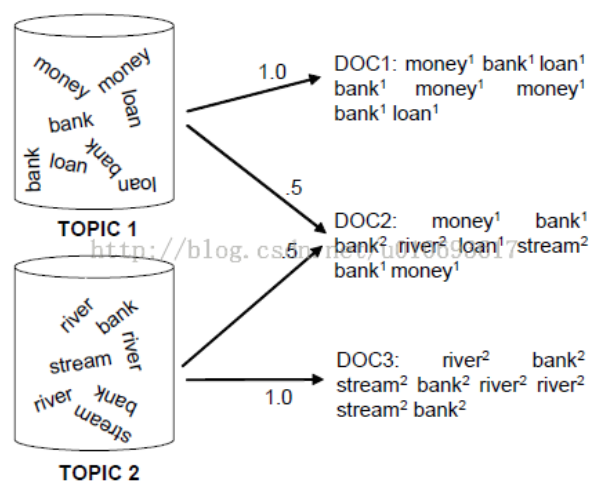 money
money
loan
bank
bank
loan
bank
loan
TOPIC 1
1.0
.5
DOC1: money¹ bank¹ loan¹
bank¹ money¹ money¹
bank¹ loan¹
DOC2: money¹ bank¹
bank² river² loan¹ stream²
bank¹ money¹
.5
river
bank
river
stream
river
bank
stream
TOPIC 2
1.0
DOC3: river² bank²
stream² bank² river² river²
stream² bank²